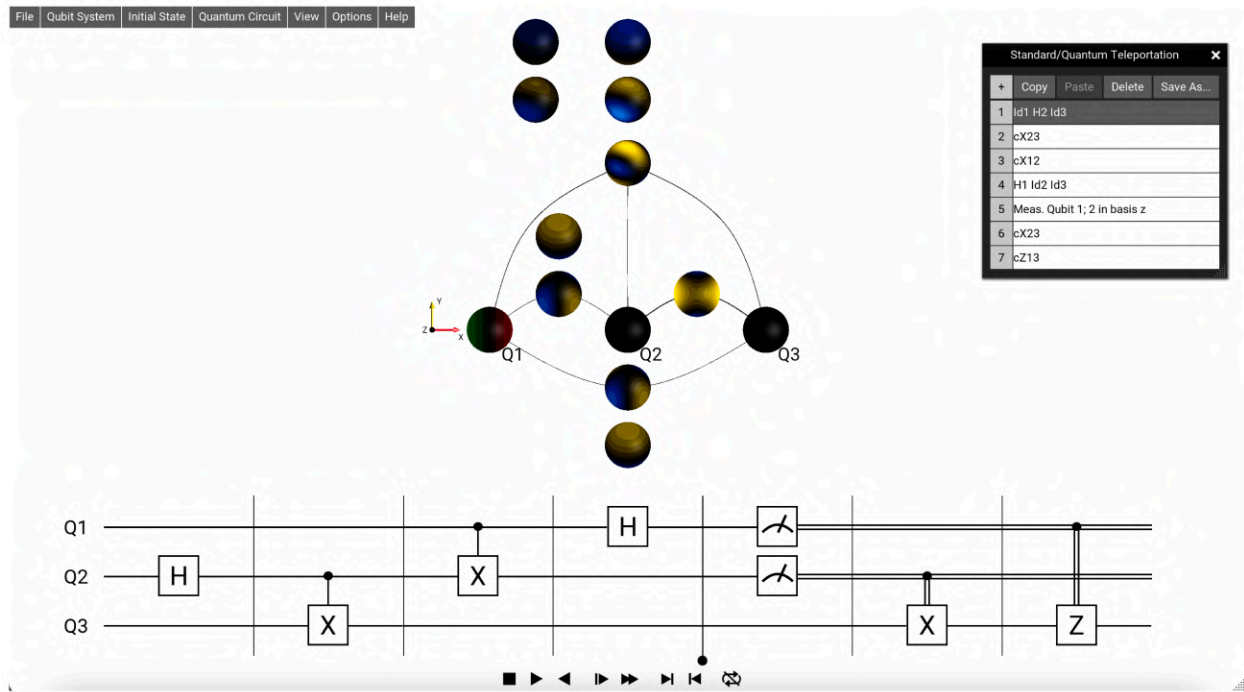 File Qubit System Initial State Quantum Circuit View Options Help
Standard/Quantum Teleportation ×
+ Copy Paste Delete Save As...
1 Id1 H2 Id3
2 cX23
3 cX12
4 H1 Id2 Id3
5 Meas. Qubit 1; 2 in basis z
6 cX23
7 cZ13
Y
Z X
Q1 Q2 Q3
Q1 H
Q2 H X
Q3 X X Z